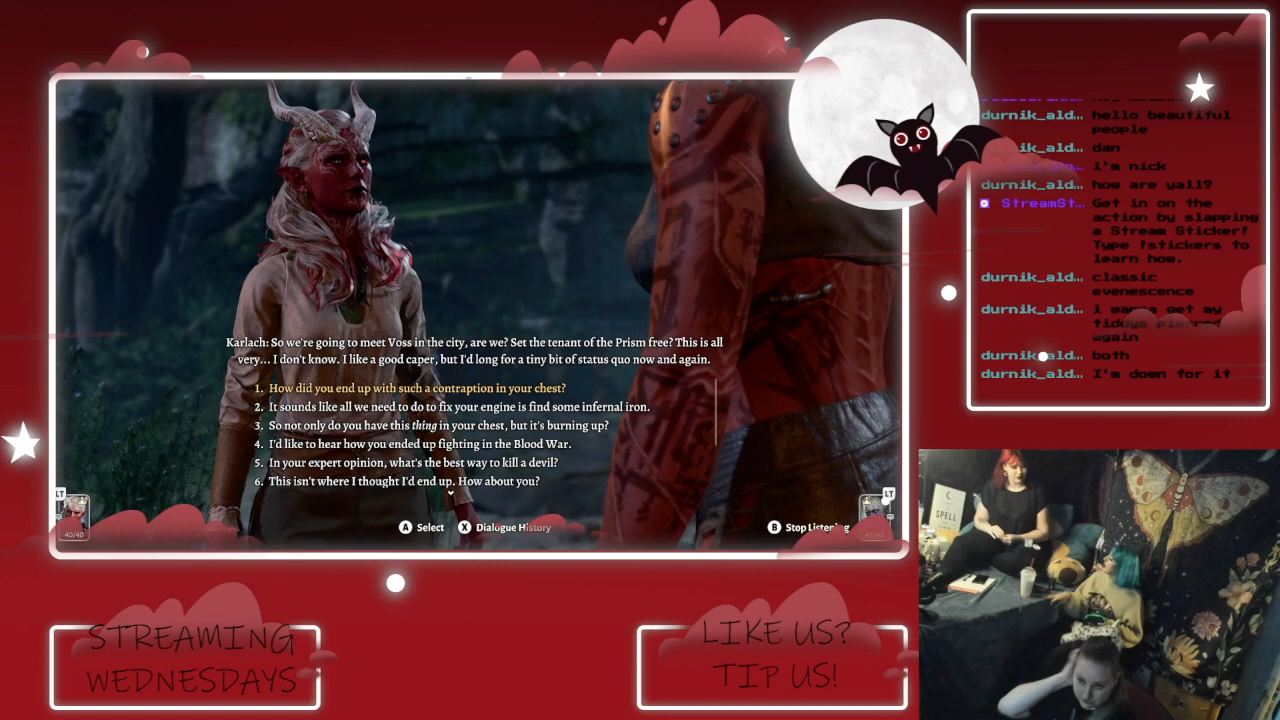 Karlach: So we're going to meet Voss in the city, are we? Set the tenant of the Prism free? This is all
very... I don't know. I like a good caper, but I'd long for a tiny bit of status quo now and again.
1. How did you end up with such a contraption in your chest?
2. It sounds like all we need to do to fix your engine is find some infernal iron.
3. So not only do you have this thing in your chest, but it's burning up?
4. I'd like to hear how you ended up fighting in the Blood War.
5. In your expert opinion, what's the best way to kill a devil?
6. This isn't where I thought I'd end up. How about you?
LT
40/40
A Select X Dialogue History
B Stop Listening
LT
durnik_ald... hello beautiful
people
ik_ald... dan
i'm nick
durnik_ald... how are yall?
StreamSt... Get in on the
action by slapping
a Stream Sticker!
Type !stickers to
learn how.
durnik_ald... classic
evenescence
durnik_ald... i wanna get my
tiddys pierced
again
durnik_ald... both
durnik_ald... I'm down for it
SPELL
STREAMING
WEDNESDAYS
LIKE US?
TIP US!